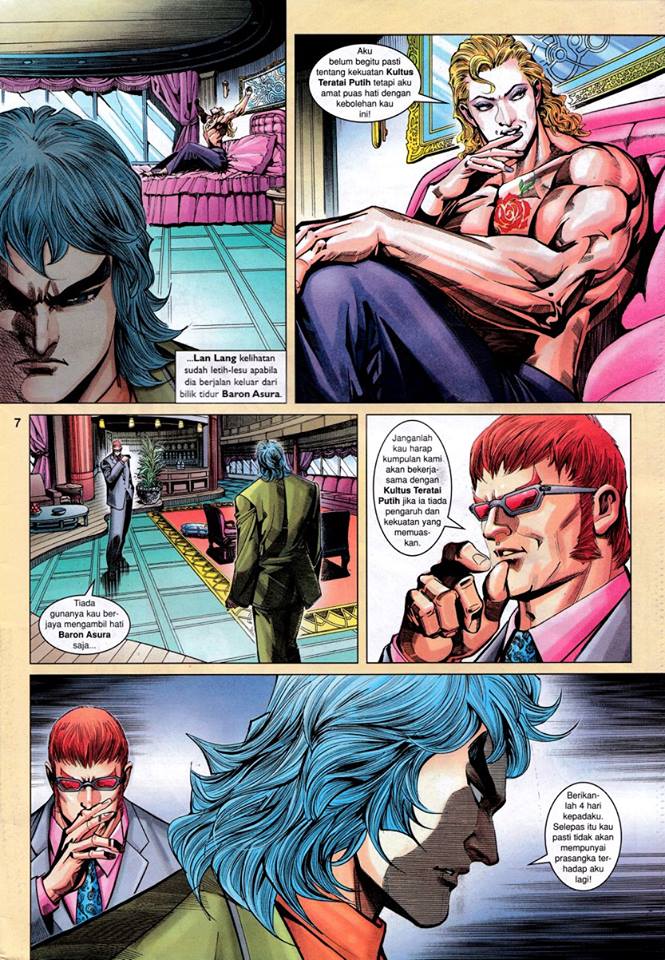 ...Lan Lang kelihatan
sudah letih-lesu apabila
dia berjalan keluar dari
bilik tidur Baron Asura.
Aku
belum begitu pasti
tentang kekuatan Kultus
Teratai Putih tetapi aku
amat puas hati dengan
kebolehan kau
ini!
7
Tiada
gunanya kau ber-
jaya mengambil hati
Baron Asura
saja...
Janganlah
kau harap
kumpulan kami
akan bekerja-
sama dengan
Kultus Teratai
Putih jika ia tiada
pengaruh dan
kekuatan yang
memuas-
kan.
Berikan-
lah 4 hari
kepadaku.
Selepas itu kau
pasti tidak akan
mempunyai
prasangka ter-
hadap aku
lagi!